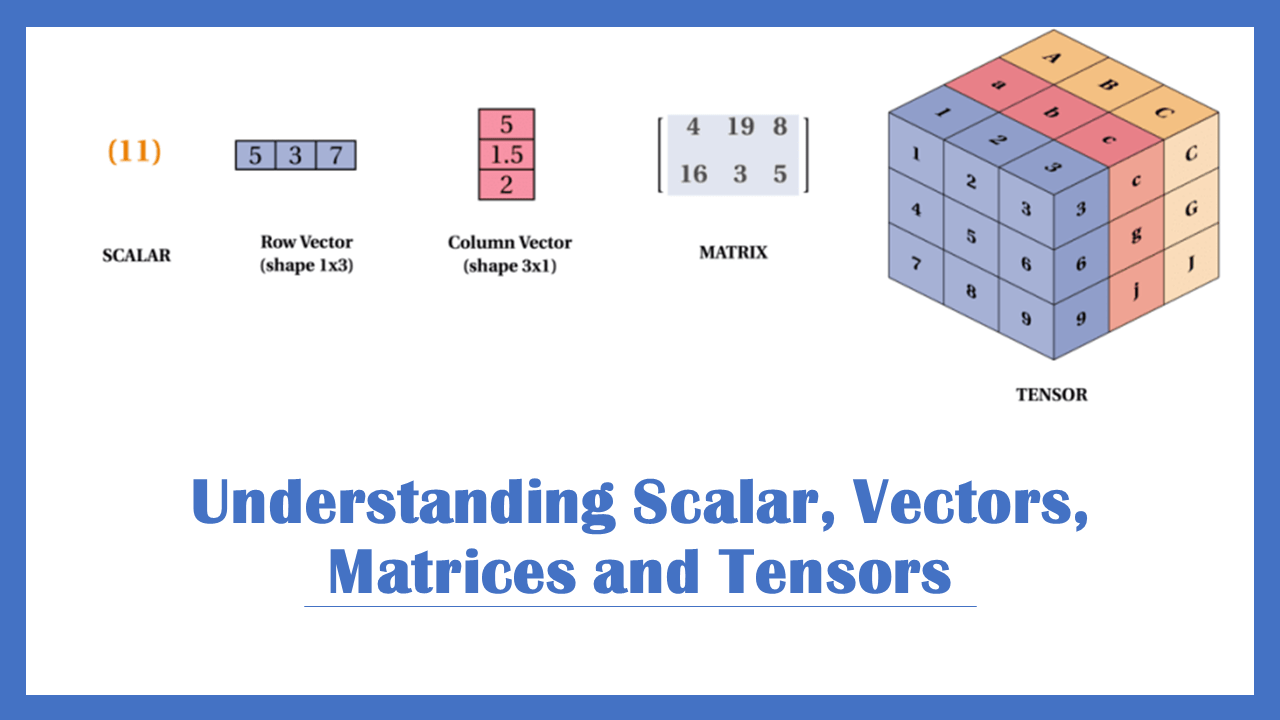 (11)
SCALAR
5 3 7
Row Vector
(shape 1x3)
5
1.5
2
Column Vector
(shape 3x1)
4 19 8
16 3 5
MATRIX
A B C
a b c
1 2 3
1 2 3 3 c C
4 5 6 6 g G
7 8 9 9 j J
TENSOR
Understanding Scalar, Vectors,
Matrices and Tensors